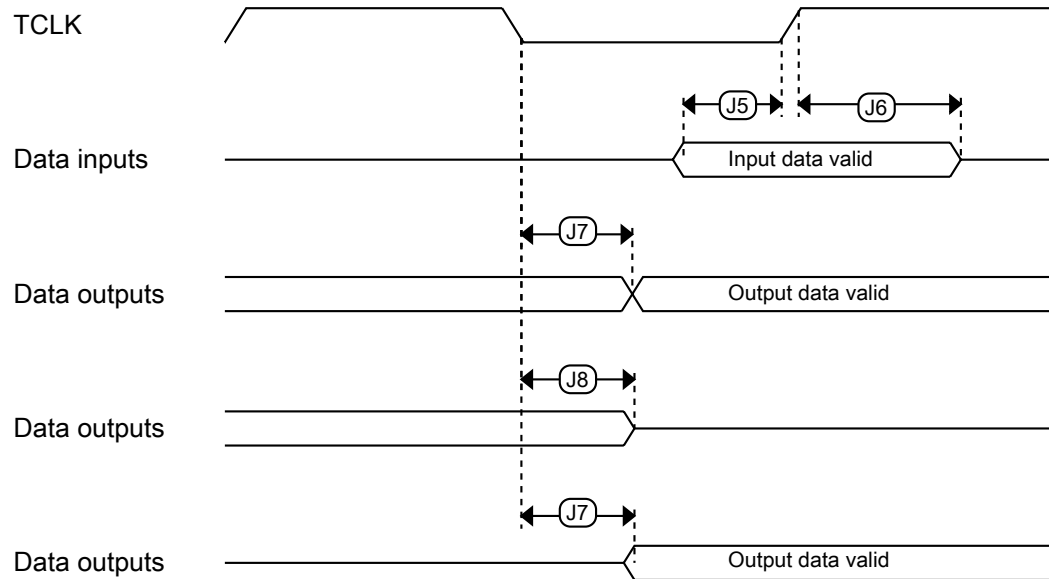 TCLK
J5
J6
Data inputs
Input data valid
J7
Data outputs
Output data valid
J8
Data outputs
J7
Data outputs
Output data valid